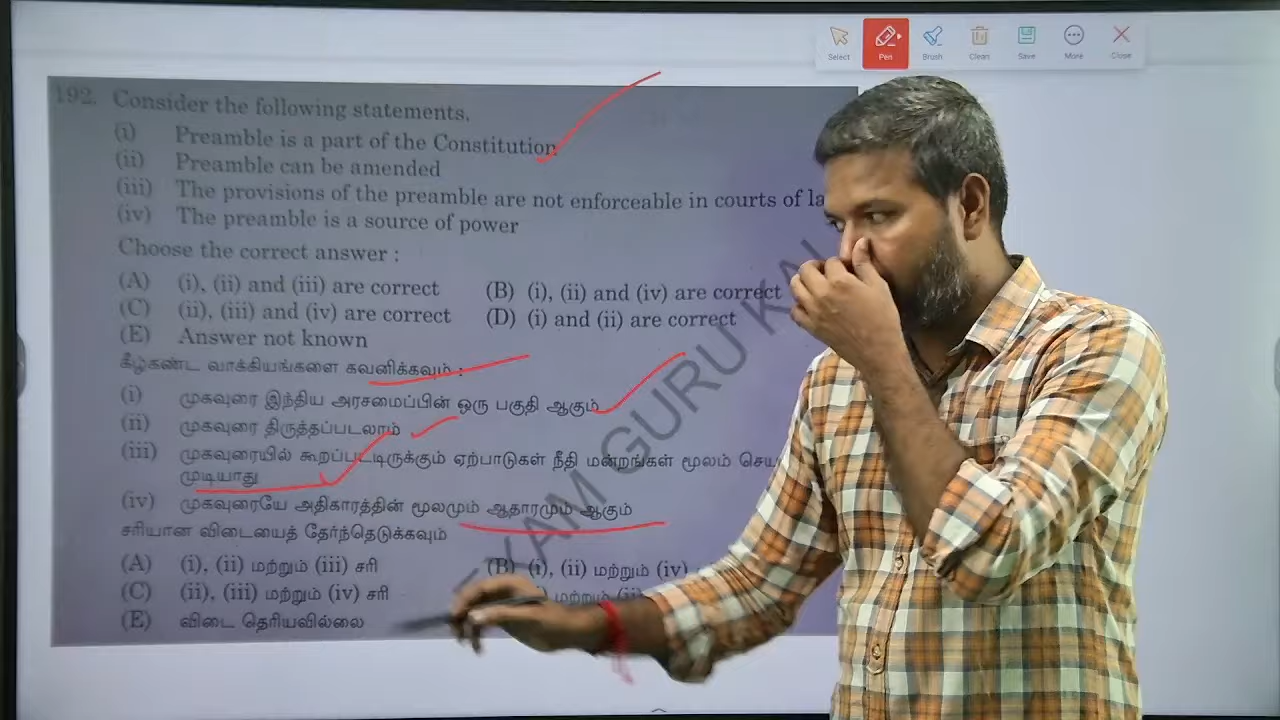 Select Pen Brush Clean Save More Close
192. Consider the following statements.
(i) Preamble is a part of the Constitution
(ii) Preamble can be amended
(iii) The provisions of the preamble are not enforceable in courts of
(iv) The preamble is a source of power
Choose the correct answer :
(A) (i), (ii) and (iii) are correct (B) (i), (ii) and (iv) are correct
(C) (ii), (iii) and (iv) are correct (D) (i) and (ii) are correct
(E) Answer not known
கீழ்கண்ட வாக்கியங்களை கவனிக்கவும் :
(i) முகவுரை இந்திய அரசமைப்பின் ஒரு பகுதி ஆகும்
(ii) முகவுரை திருத்தப்படலாம்
(iii) முகவுரையில் கூறப்பட்டிருக்கும் ஏற்பாடுகள் நீதி மன்றங்கள் மூலம்
முடியாது
(iv) முகவுரையே அதிகாரத்தின் மூலமும் ஆதாரமும் ஆகும்
சரியான விடையைத் தேர்ந்தெடுக்கவும்
(A) (i), (ii) மற்றும் (iii) சரி (B) (i), (ii) மற்றும் (iv)
(C) (ii), (iii) மற்றும் (iv) சரி மற்றும்
(E) விடை தெரியவில்லை
EXAM GURU